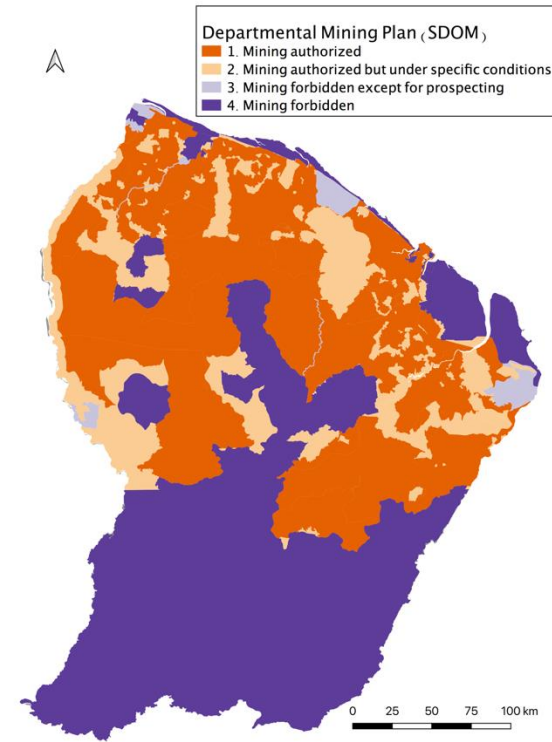 Departmental Mining Plan (SDOM)
1. Mining authorized
2. Mining authorized but under specific conditions
3. Mining forbidden except for prospecting
4. Mining forbidden
0 25 50 75 100 km